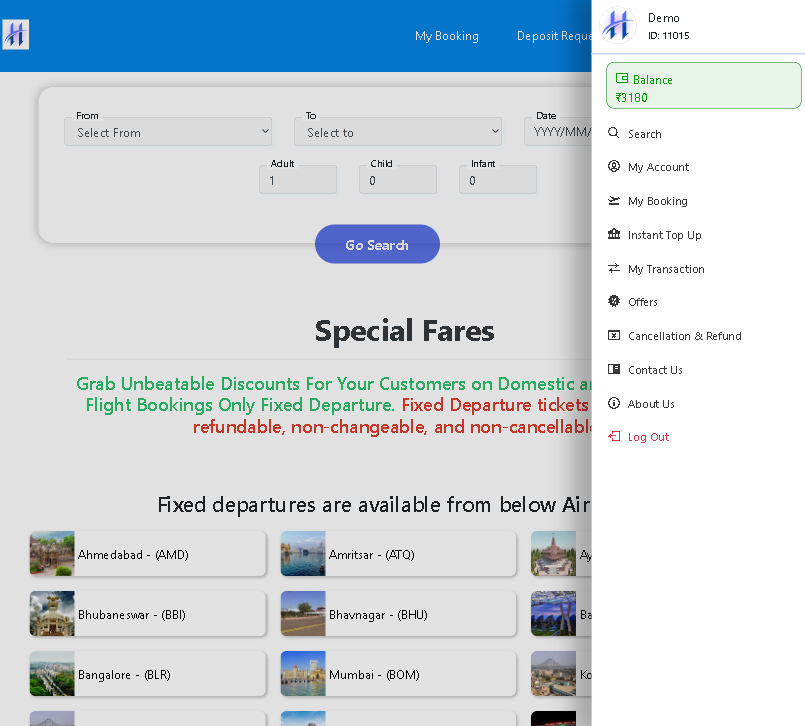 My Booking
Deposit Reque
Demo
ID: 11015
Balance
₹3180
Search
My Account
My Booking
Instant Top Up
My Transaction
Offers
Cancellation & Refund
Contact Us
About Us
Log Out
From
Select From
To
Select to
Date
YYYY/MM/
Adult
1
Child
0
Infant
0
Go Search
Special Fares
Grab Unbeatable Discounts For Your Customers on Domestic an
Flight Bookings Only Fixed Departure. Fixed Departure tickets
refundable, non-changeable, and non-cancellable
Fixed departures are available from below Air
Ahmedabad - (AMD)
Amritsar - (ATQ)
Ay
Bhubaneswar - (BBI)
Bhavnagar - (BHU)
Ba
Bangalore - (BLR)
Mumbai - (BOM)
Ko